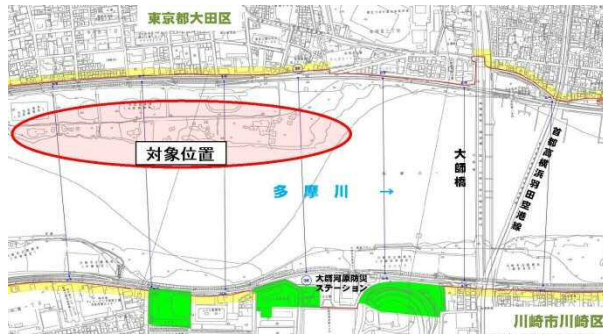 東京都大田区
対象位置
多摩川 →
大師橋
首都高横浜羽田空港線
大師河原防災
ステーション
川崎市川崎区